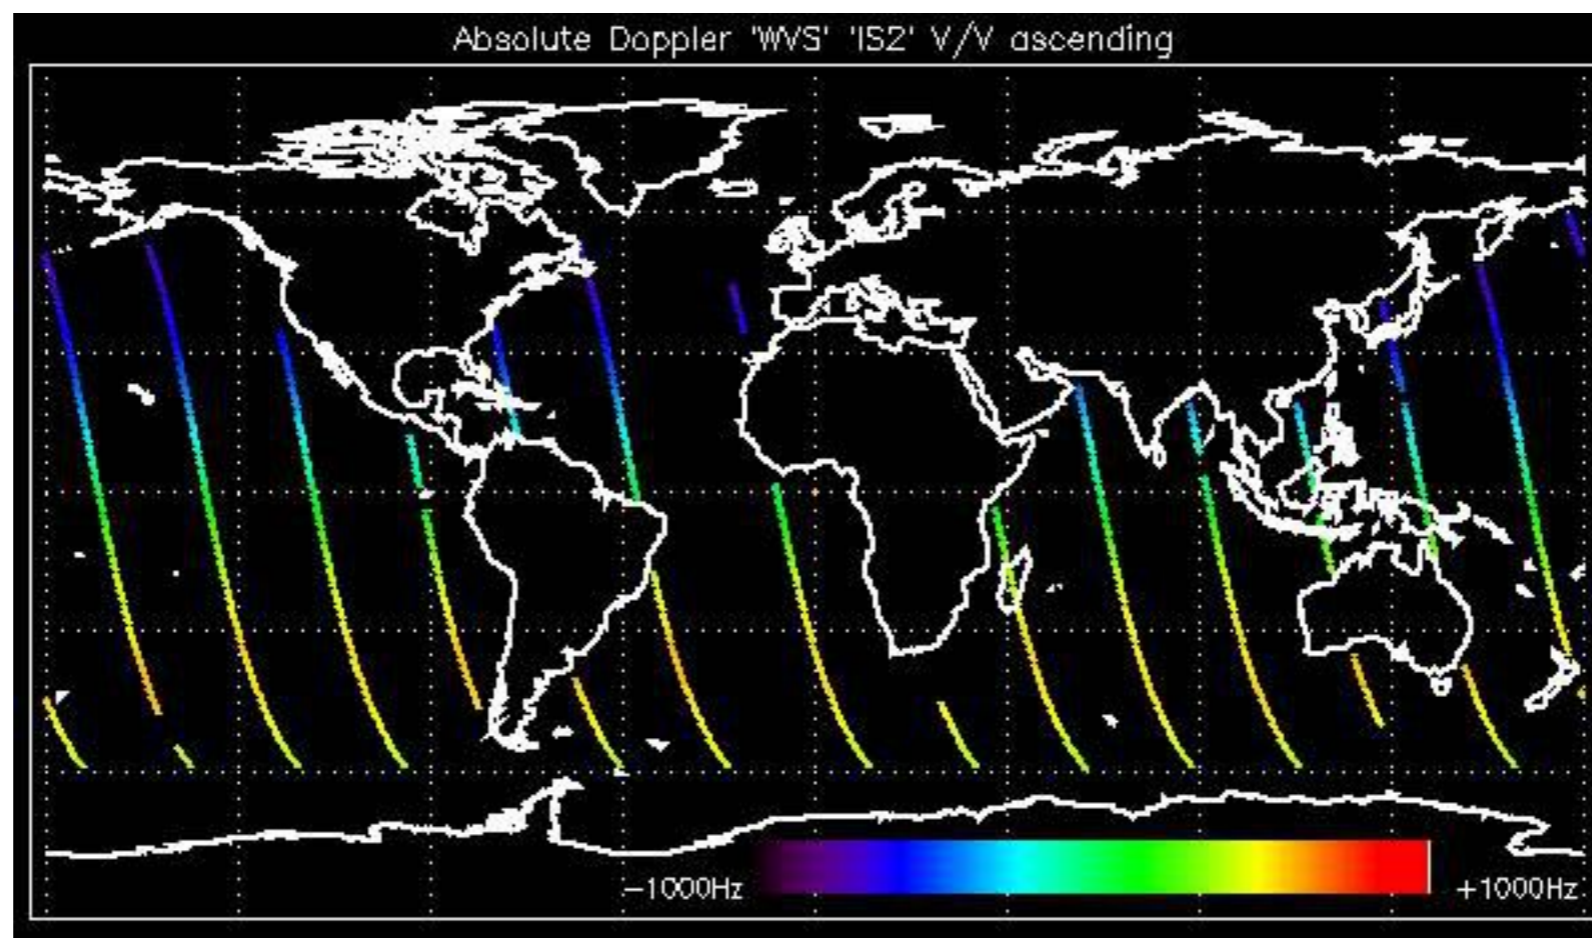 Absolute Doppler 'WVS' 'IS2' V/V ascending
−1000Hz
+1000Hz